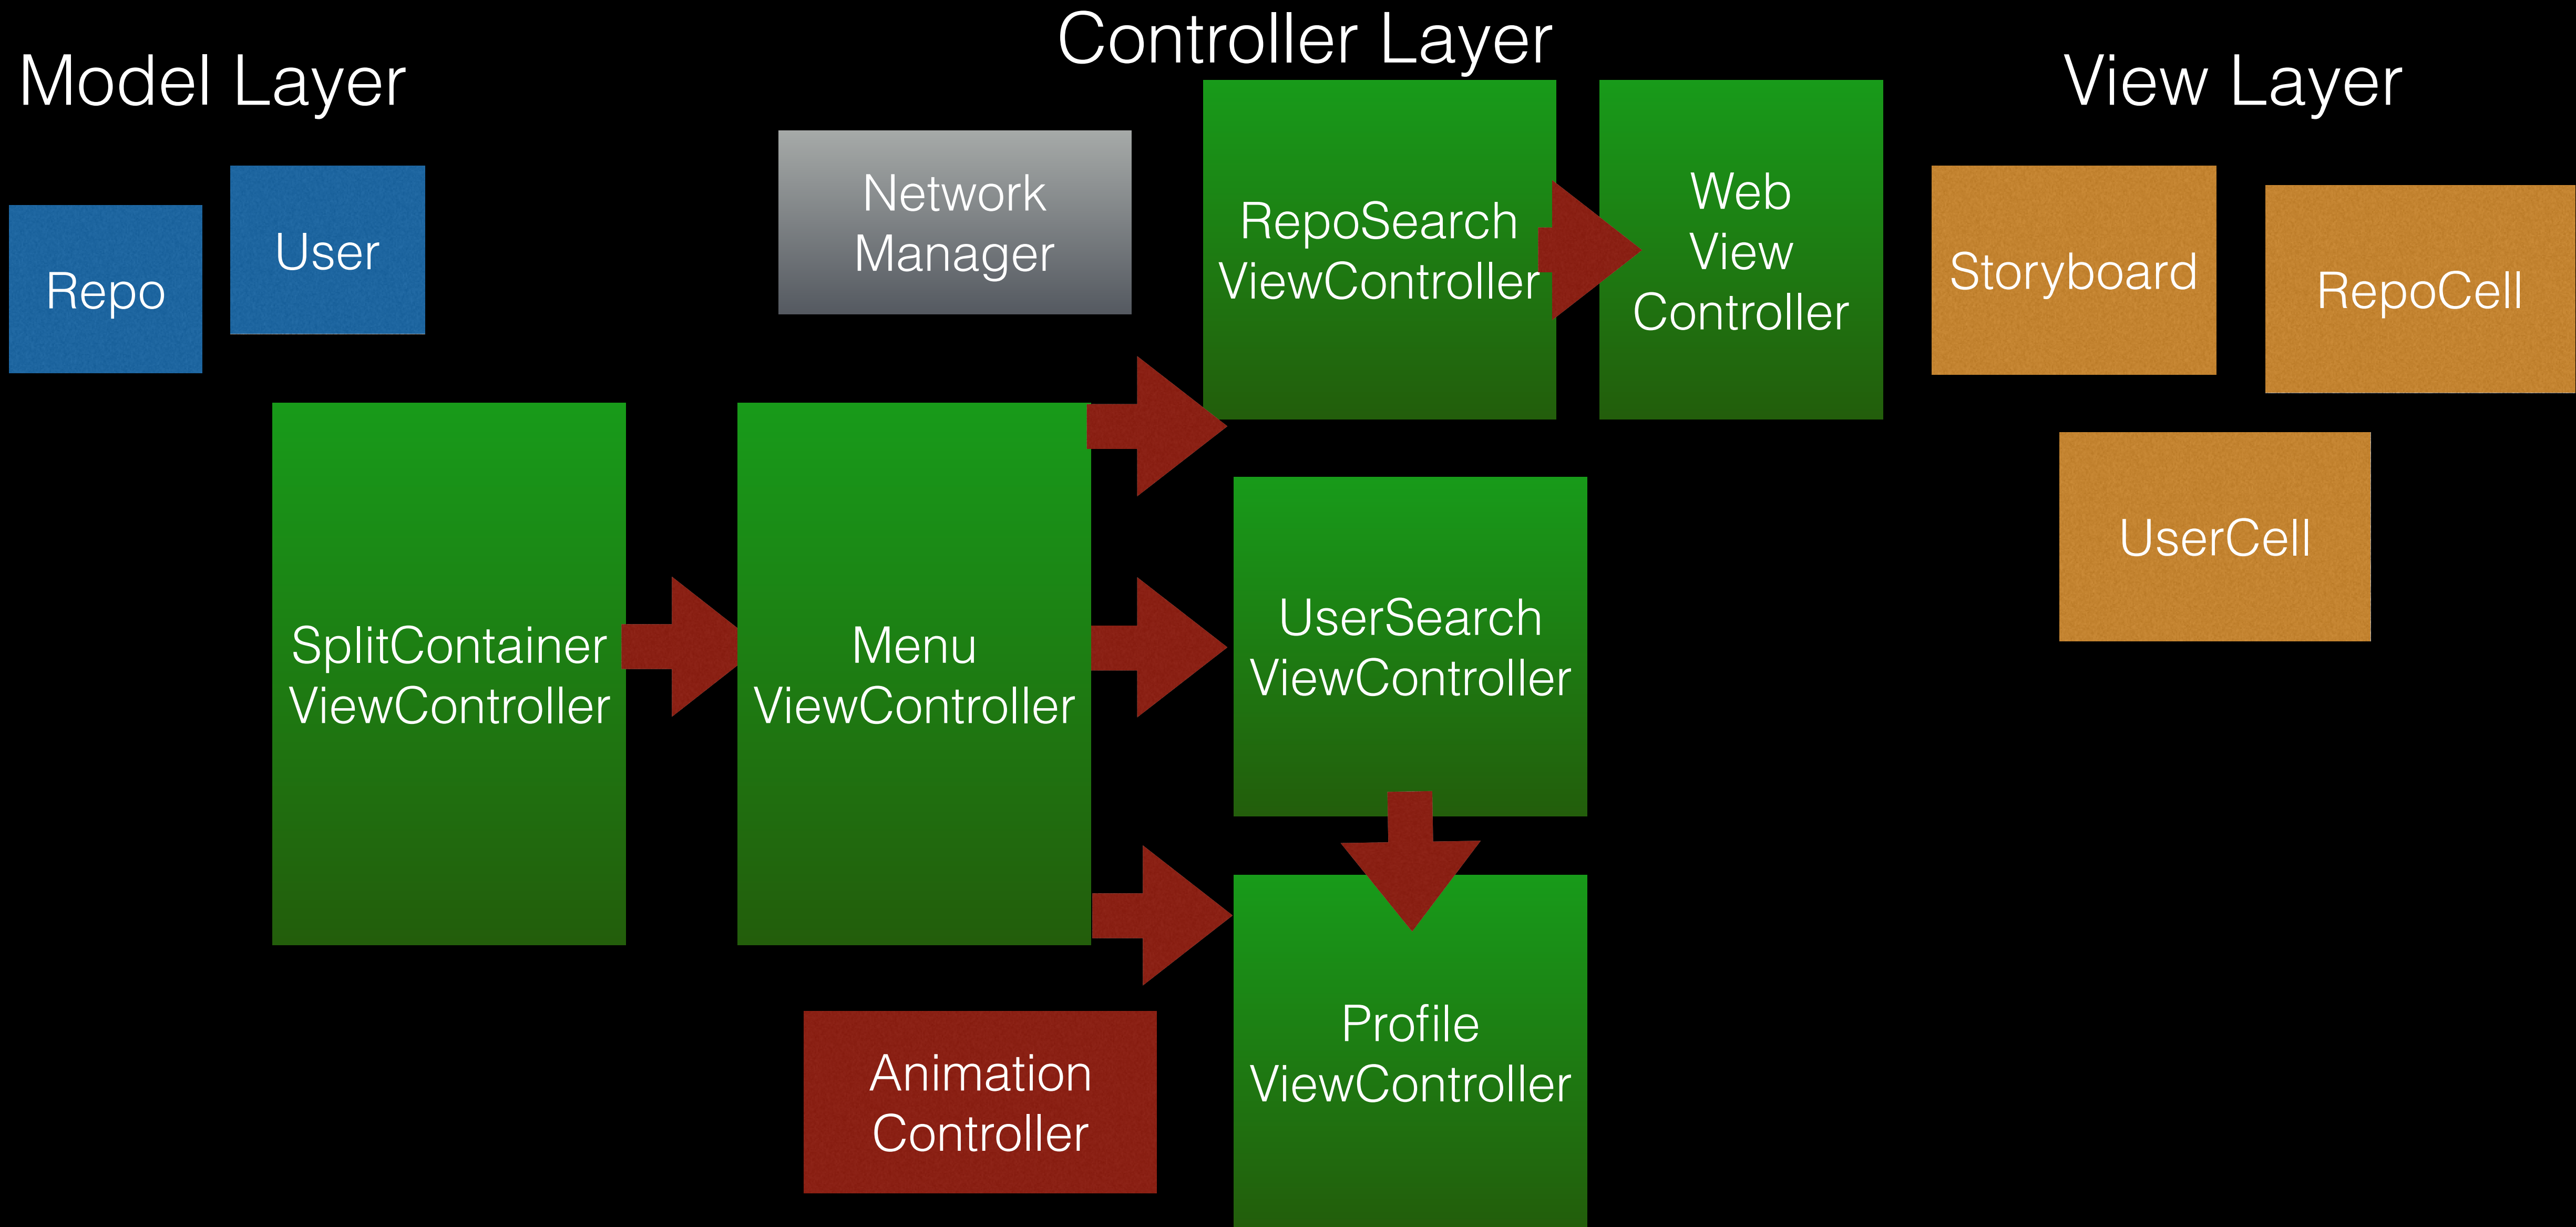 Controller Layer
Model Layer
View Layer
Repo
User
Network
Manager
RepoSearch
ViewController
Web
View
Controller
Storyboard
RepoCell
UserCell
SplitContainer
ViewController
Menu
ViewController
UserSearch
ViewController
Animation
Controller
Profile
ViewController